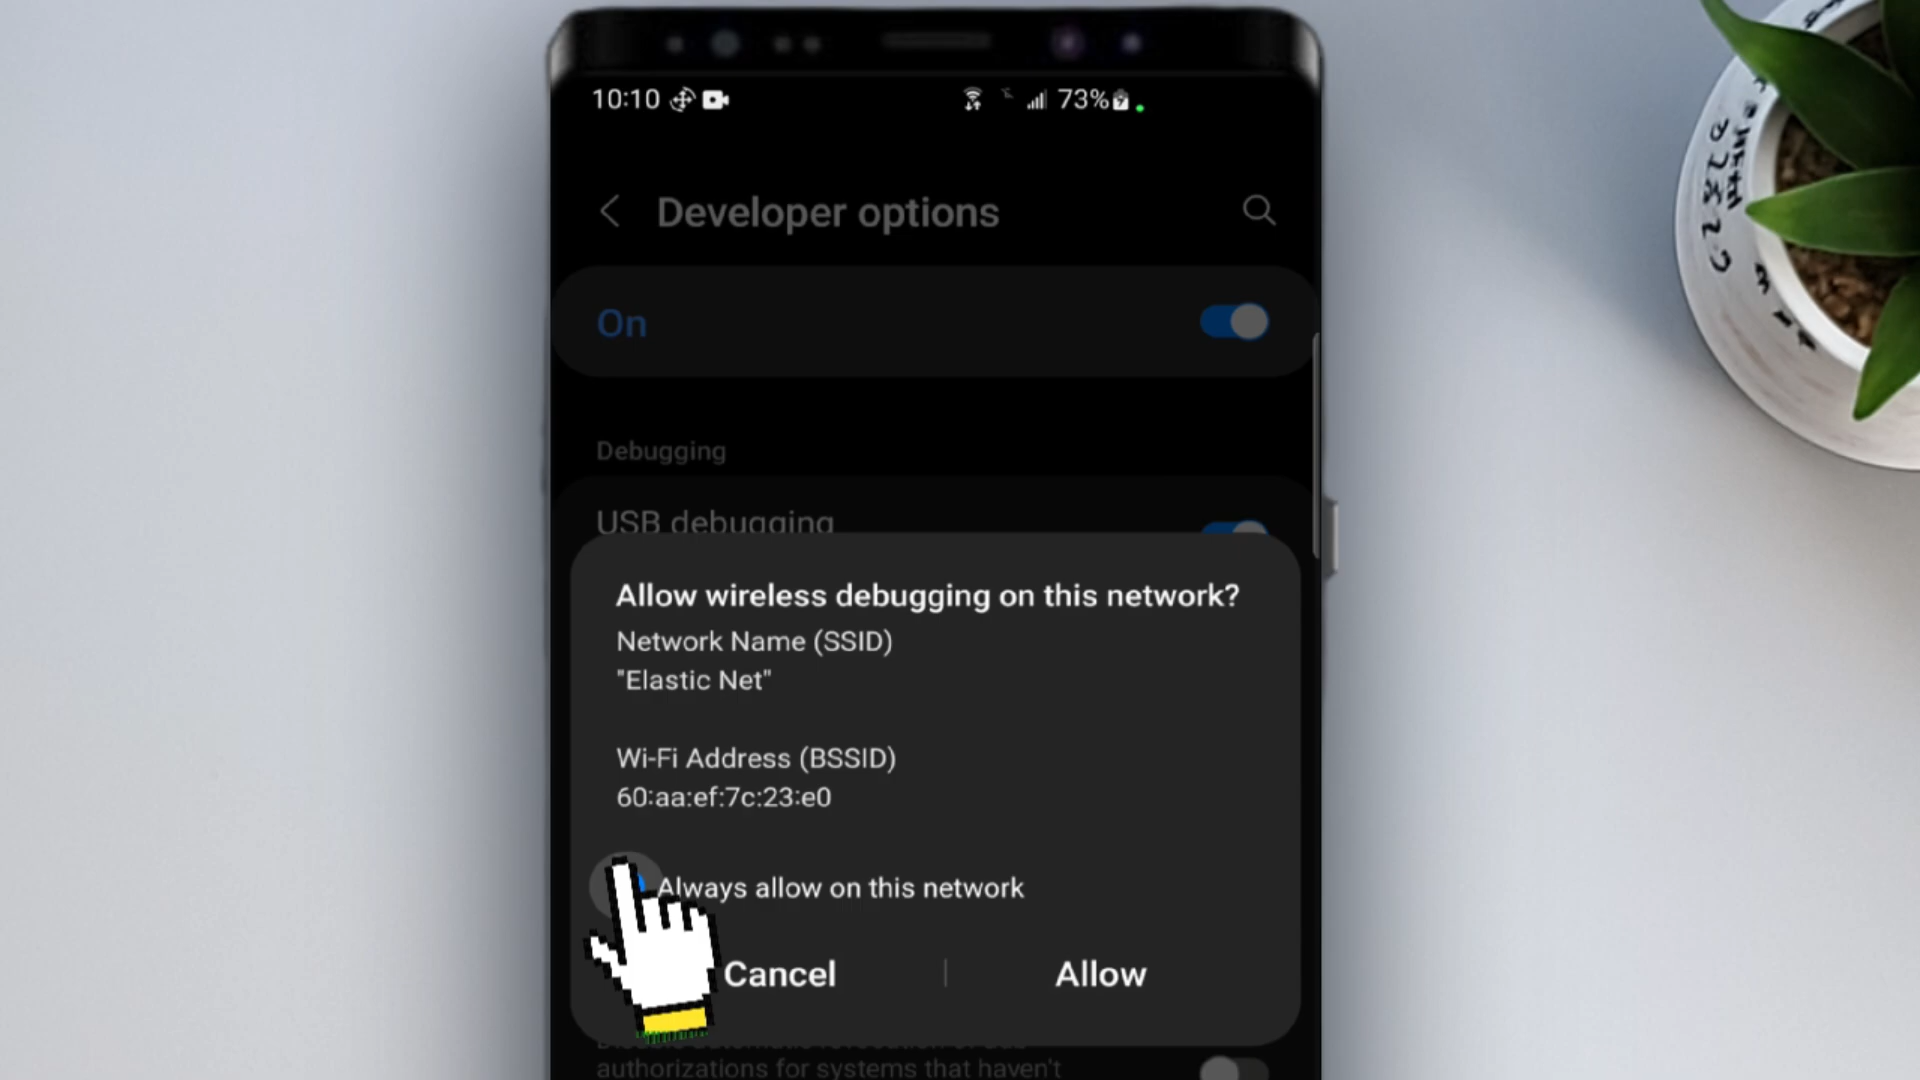 10:10
73%
Developer options
On
Debugging
USB debugging
Allow wireless debugging on this network?
Network Name (SSID)
"Elastic Net"
Wi-Fi Address (BSSID)
60:aa:ef:7c:23:e0
Always allow on this network
Cancel
Allow
authorizations for systems that haven't